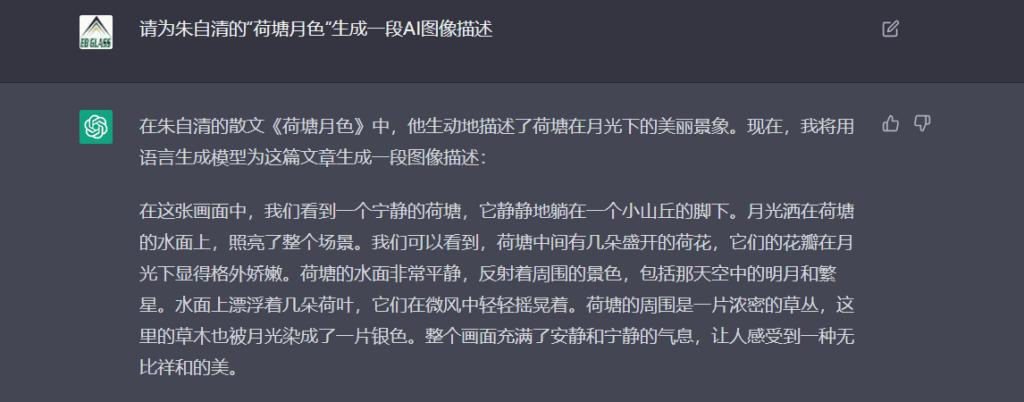 EB GLASS
请为朱自清的“荷塘月色”生成一段AI图像描述
在朱自清的散文《荷塘月色》中，他生动地描述了荷塘在月光下的美丽景象。现在，我将用
语言生成模型为这篇文章生成一段图像描述：
在这张画面中，我们看到一个宁静的荷塘，它静静地躺在一个小山丘的脚下。月光洒在荷塘
的水面上，照亮了整个场景。我们可以看到，荷塘中间有几朵盛开的荷花，它们的花瓣在月
光下显得格外娇嫩。荷塘的水面非常平静，反射着周围的景色，包括那天空中的明月和繁
星。水面上漂浮着几朵荷叶，它们在微风中轻轻摇晃着。荷塘的周围是一片浓密的草丛，这
里的草木也被月光染成了一片银色。整个画面充满了安静和宁静的气息，让人感受到一种无
比祥和的美。